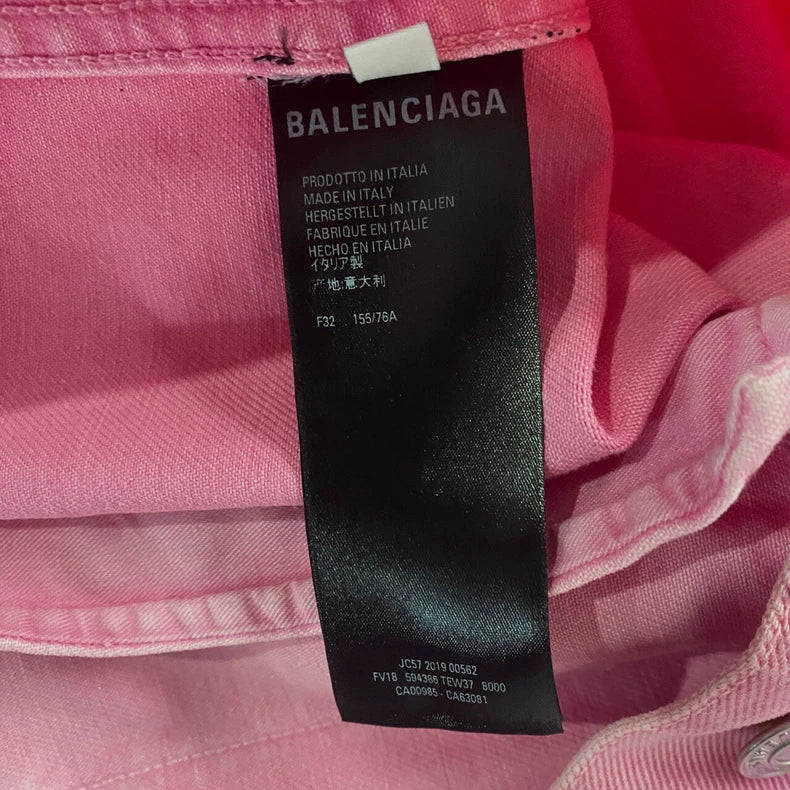 BALENCIAGA
PRODOTTO IN ITALIA
MADE IN ITALY
HERGESTELLT IN ITALIEN
FABRIQUE EN ITALIE
HECHO EN ITALIA
イタリア製
产地:意大利
F32 155/76A
JC57 2019 00562
FV18 594386 TEW37 8000
CA00985 - CA63081